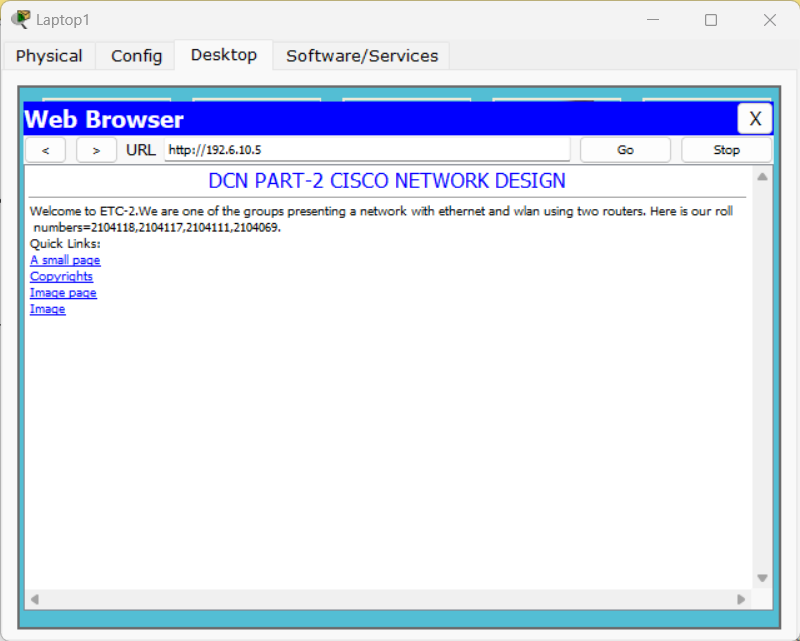 Laptop1
Physical Config Desktop Software/Services
Web Browser X
< > URL http://192.6.10.5 Go Stop
DCN PART-2 CISCO NETWORK DESIGN
Welcome to ETC-2.We are one of the groups presenting a network with ethernet and wlan using two routers. Here is our roll
numbers=2104118,2104117,2104111,2104069.
Quick Links:
A small page
Copyrights
Image page
Image